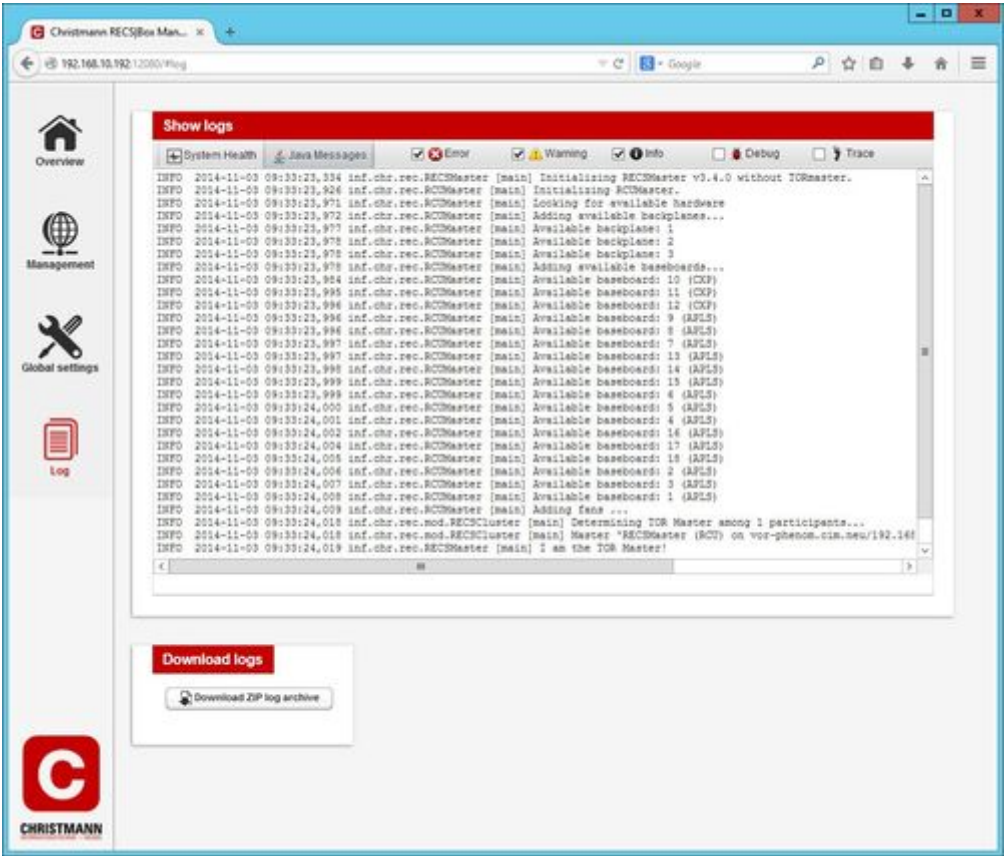 Christmann RECS|Box Man...
192.168.10.192:12080/#log
Google
Overview
Management
Global settings
Log
Show logs
System Health Java Messages Error Warning Info Debug Trace
INFO 2014-11-03 09:33:23,334 inf.chr.rec.RECSMaster [main] Initializing RECSMaster v3.4.0 without TORmaster.
INFO 2014-11-03 09:33:23,926 inf.chr.rec.RCUMaster [main] Initializing RCUMaster.
INFO 2014-11-03 09:33:23,971 inf.chr.rec.RCUMaster [main] Looking for available hardware
INFO 2014-11-03 09:33:23,972 inf.chr.rec.RCUMaster [main] Adding available backplanes...
INFO 2014-11-03 09:33:23,977 inf.chr.rec.RCUMaster [main] Available backplane: 1
INFO 2014-11-03 09:33:23,978 inf.chr.rec.RCUMaster [main] Available backplane: 2
INFO 2014-11-03 09:33:23,978 inf.chr.rec.RCUMaster [main] Available backplane: 3
INFO 2014-11-03 09:33:23,978 inf.chr.rec.RCUMaster [main] Adding available baseboards...
INFO 2014-11-03 09:33:23,984 inf.chr.rec.RCUMaster [main] Available baseboard: 10 (CXP)
INFO 2014-11-03 09:33:23,995 inf.chr.rec.RCUMaster [main] Available baseboard: 11 (CXP)
INFO 2014-11-03 09:33:23,996 inf.chr.rec.RCUMaster [main] Available baseboard: 12 (CXP)
INFO 2014-11-03 09:33:23,996 inf.chr.rec.RCUMaster [main] Available baseboard: 9 (APLS)
INFO 2014-11-03 09:33:23,996 inf.chr.rec.RCUMaster [main] Available baseboard: 8 (APLS)
INFO 2014-11-03 09:33:23,997 inf.chr.rec.RCUMaster [main] Available baseboard: 7 (APLS)
INFO 2014-11-03 09:33:23,997 inf.chr.rec.RCUMaster [main] Available baseboard: 13 (APLS)
INFO 2014-11-03 09:33:23,998 inf.chr.rec.RCUMaster [main] Available baseboard: 14 (APLS)
INFO 2014-11-03 09:33:23,999 inf.chr.rec.RCUMaster [main] Available baseboard: 15 (APLS)
INFO 2014-11-03 09:33:23,999 inf.chr.rec.RCUMaster [main] Available baseboard: 6 (APLS)
INFO 2014-11-03 09:33:24,000 inf.chr.rec.RCUMaster [main] Available baseboard: 5 (APLS)
INFO 2014-11-03 09:33:24,001 inf.chr.rec.RCUMaster [main] Available baseboard: 4 (APLS)
INFO 2014-11-03 09:33:24,002 inf.chr.rec.RCUMaster [main] Available baseboard: 16 (APLS)
INFO 2014-11-03 09:33:24,004 inf.chr.rec.RCUMaster [main] Available baseboard: 17 (APLS)
INFO 2014-11-03 09:33:24,005 inf.chr.rec.RCUMaster [main] Available baseboard: 18 (APLS)
INFO 2014-11-03 09:33:24,006 inf.chr.rec.RCUMaster [main] Available baseboard: 2 (APLS)
INFO 2014-11-03 09:33:24,007 inf.chr.rec.RCUMaster [main] Available baseboard: 3 (APLS)
INFO 2014-11-03 09:33:24,008 inf.chr.rec.RCUMaster [main] Available baseboard: 1 (APLS)
INFO 2014-11-03 09:33:24,009 inf.chr.rec.RCUMaster [main] Adding fans ...
INFO 2014-11-03 09:33:24,018 inf.chr.rec.mod.RECSCluster [main] Determining TOR Master among 1 participants...
INFO 2014-11-03 09:33:24,018 inf.chr.rec.mod.RECSCluster [main] Master "RECSMaster (RCU) on vor-phenom.cim.neu/192.168
INFO 2014-11-03 09:33:24,019 inf.chr.rec.RECSMaster [main] I am the TOR Master!
Download logs
Download ZIP log archive
C
CHRISTMANN